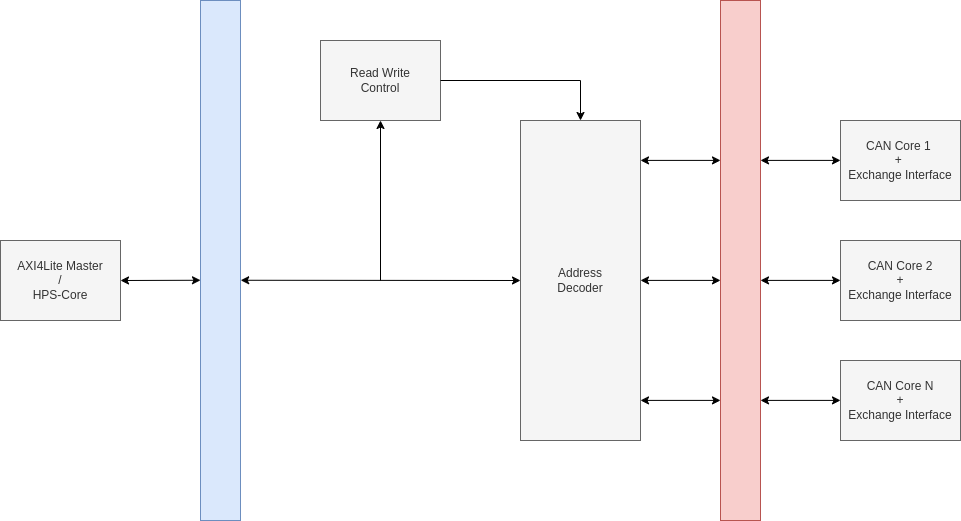 Read Write
Control
AXI4Lite Master
/
HPS-Core
Address
Decoder
CAN Core 1
+
Exchange Interface
CAN Core 2
+
Exchange Interface
CAN Core N
+
Exchange Interface